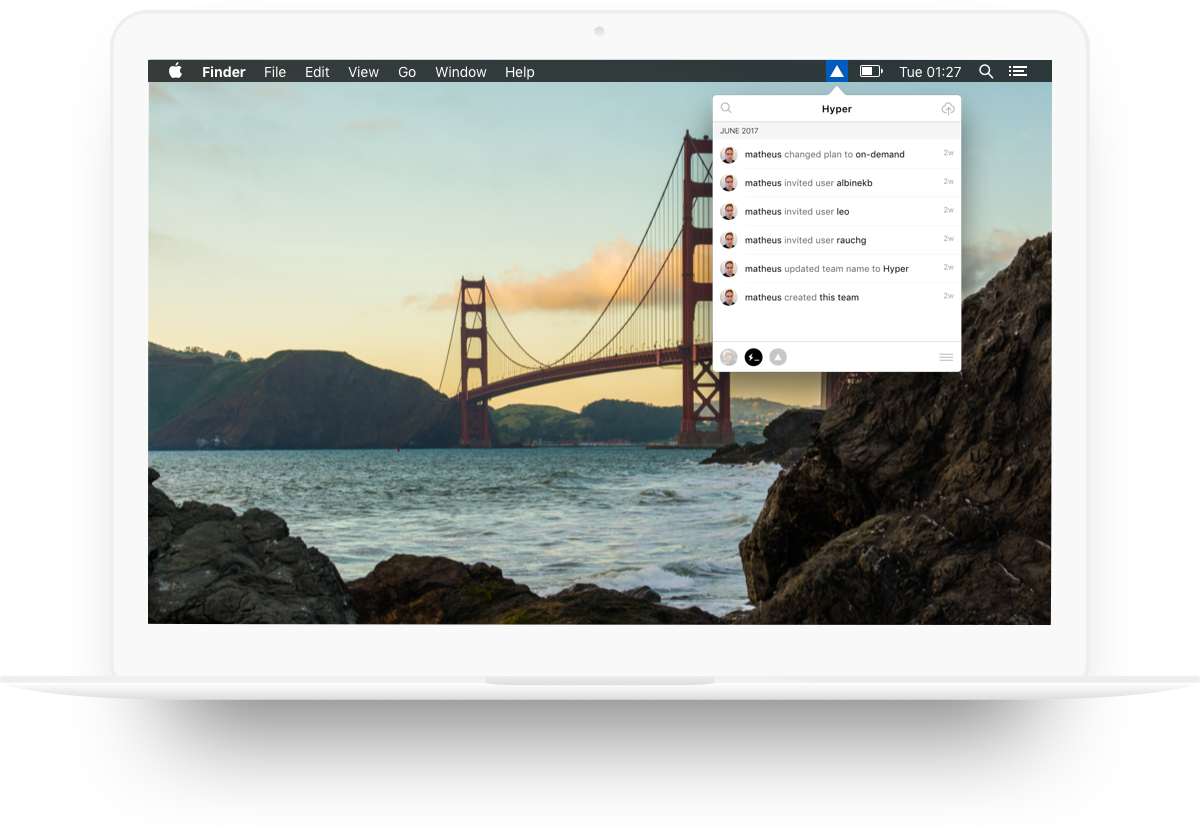 Finder File Edit View Go Window Help Tue 01:27
Hyper
JUNE 2017
matheus changed plan to on-demand 2w
matheus invited user albinekb 2w
matheus invited user leo 2w
matheus invited user rauchg 2w
matheus updated team name to Hyper 2w
matheus created this team 2w